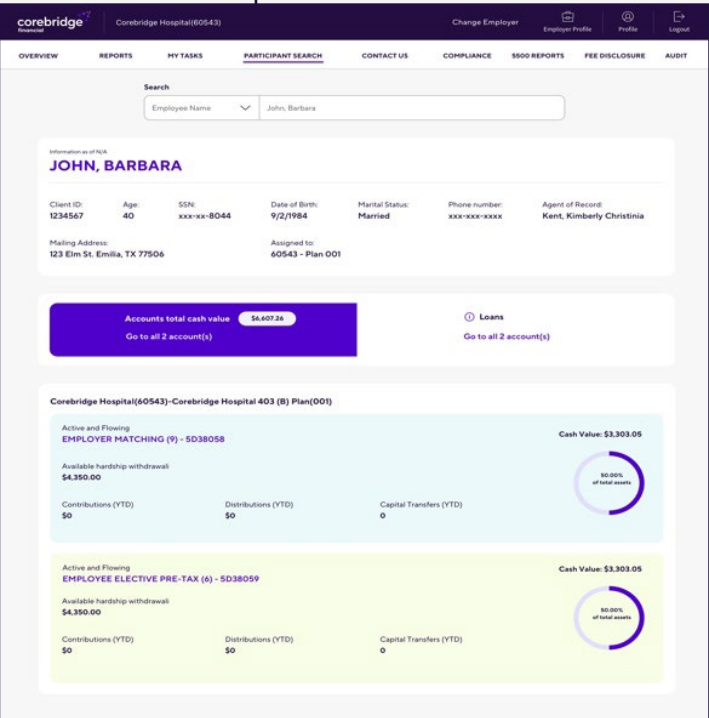 corebridge
financial
Corebridge Hospital(60543)
Change Employer
Employer Profile
Profile
Logout
OVERVIEW REPORTS MY TASKS PARTICIPANT SEARCH CONTACT US COMPLIANCE 5500 REPORTS FEE DISCLOSURE AUDIT
Search
Employee Name John, Barbara
Information as of N/A
JOHN, BARBARA
Client ID: Age: SSN: Date of Birth: Marital Status: Phone number: Agent of Record:
1234567 40 xxx-xx-8044 9/2/1984 Married xxx-xxx-xxxx Kent, Kimberly Christinia
Mailing Address: Assigned to:
123 Elm St. Emilia, TX 77506 60543 - Plan 001
Accounts total cash value $6,607.26 Loans
Go to all 2 account(s) Go to all 2 account(s)
Corebridge Hospital(60543)-Corebridge Hospital 403 (B) Plan(001)
Active and Flowing
EMPLOYER MATCHING (9) - 5D38058 Cash Value: $3,303.05
Available hardship withdrawali
$4,350.00
50.00%
of total assets
Contributions (YTD) Distributions (YTD) Capital Transfers (YTD)
$0 $0 0
Active and Flowing Cash Value: $3,303.05
EMPLOYEE ELECTIVE PRE-TAX (6) - 5D38059
Available hardship withdrawali
$4,350.00
50.00%
of total assets
Contributions (YTD) Distributions (YTD) Capital Transfers (YTD)
$0 $0 0